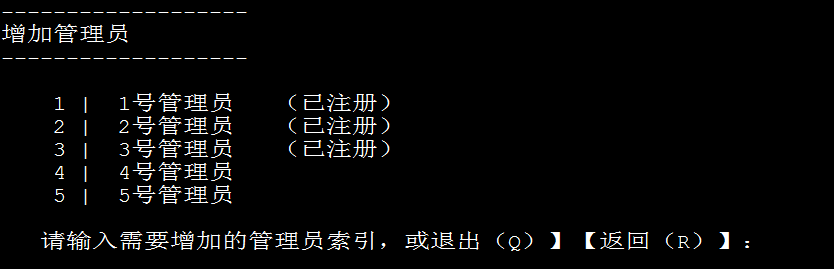 -------------------
增加管理员
-------------------
1 | 1号管理员 （已注册）
2 | 2号管理员 （已注册）
3 | 3号管理员 （已注册）
4 | 4号管理员
5 | 5号管理员
请输入需要增加的管理员索引，或退出（Q）】【返回（R）】：